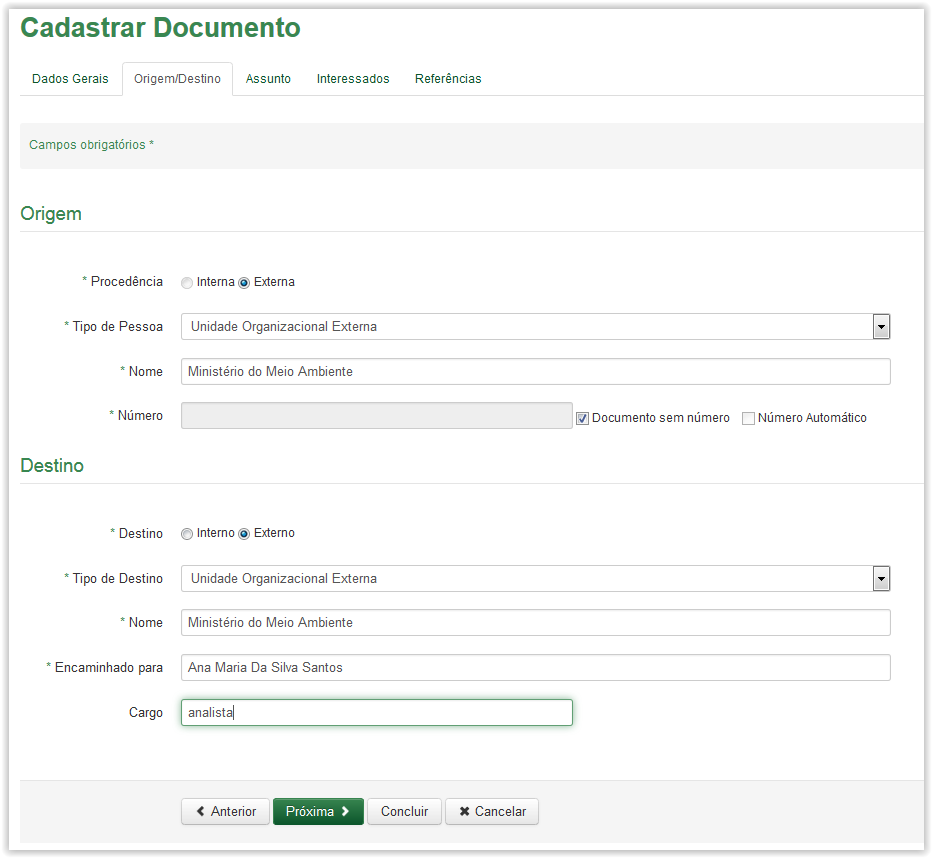 Cadastrar Documento
Dados Gerais Origem/Destino Assunto Interessados Referências
Campos obrigatórios *
Origem
* Procedência Interna Externa
* Tipo de Pessoa Unidade Organizacional Externa
* Nome Ministério do Meio Ambiente
* Número Documento sem número Número Automático
Destino
* Destino Interno Externo
* Tipo de Destino Unidade Organizacional Externa
* Nome Ministério do Meio Ambiente
* Encaminhado para Ana Maria Da Silva Santos
Cargo analista
Anterior Próxima Concluir Cancelar